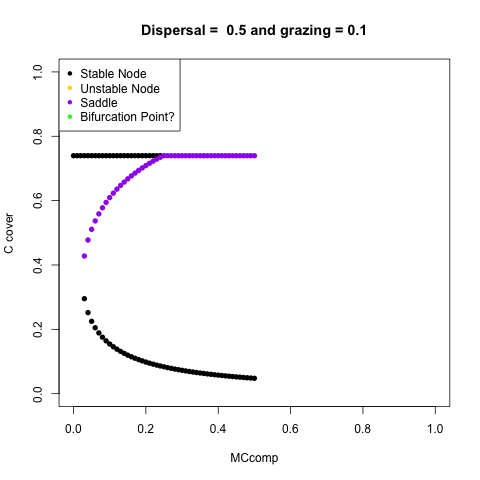 Dispersal =  0.5 and grazing = 0.1
Stable Node
Unstable Node
Saddle
Bifurcation Point?
C cover
1.0
0.8
0.6
0.4
0.2
0.0
0.0 0.2 0.4 0.6 0.8 1.0
MCcomp